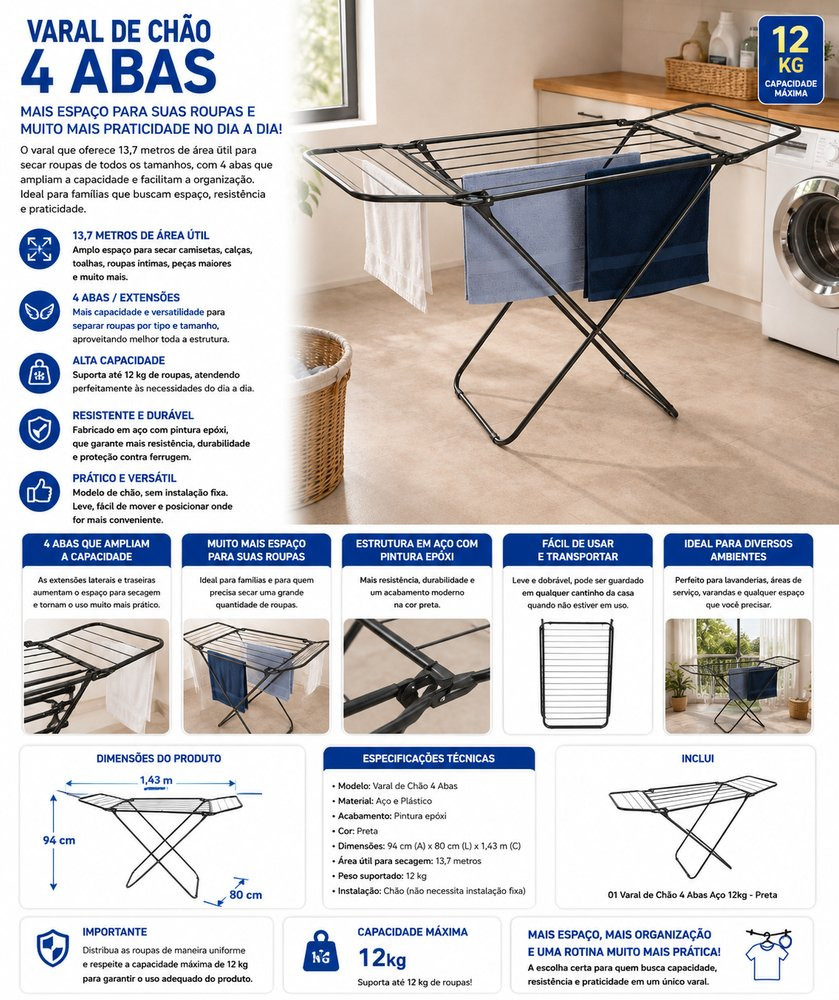 VARAL DE CHÃO
4 ABAS
MAIS ESPAÇO PARA SUAS ROUPAS E
MUITO MAIS PRATICIDADE NO DIA A DIA!
O varal que oferece 13,7 metros de área útil para
secar roupas de todos os tamanhos, com 4 abas que
ampliam a capacidade e facilitam a organização.
Ideal para famílias que buscam espaço, resistência
e praticidade.
12
KG
CAPACIDADE
MÁXIMA
13,7 METROS DE ÁREA ÚTIL
Amplo espaço para secar camisetas, calças,
toalhas, roupas íntimas, peças maiores
e muito mais.
4 ABAS / EXTENSÕES
Mais capacidade e versatilidade para
separar roupas por tipo e tamanho,
aproveitando melhor toda a estrutura.
ALTA CAPACIDADE
Suporta até 12 kg de roupas, atendendo
perfeitamente às necessidades do dia a dia.
RESISTENTE E DURÁVEL
Fabricado em aço com pintura epóxi,
que garante mais resistência, durabilidade
e proteção contra ferrugem.
PRÁTICO E VERSÁTIL
Modelo de chão, sem instalação fixa.
Leve, fácil de mover e posicionar onde
for mais conveniente.
4 ABAS QUE AMPLIAM
A CAPACIDADE
As extensões laterais e traseiras
aumentam o espaço para secagem
e tornam o uso muito mais prático.
MUITO MAIS ESPAÇO
PARA SUAS ROUPAS
Ideal para famílias e para quem
precisa secar uma grande
quantidade de roupas.
ESTRUTURA EM AÇO COM
PINTURA EPÓXI
Mais resistência, durabilidade e
um acabamento moderno
na cor preta.
FÁCIL DE USAR
E TRANSPORTAR
Leve e dobrável, pode ser guardado
em qualquer cantinho da casa
quando não estiver em uso.
IDEAL PARA DIVERSOS
AMBIENTES
Perfeito para lavanderias, áreas de
serviço, varandas e qualquer espaço
que você precisar.
DIMENSÕES DO PRODUTO
1,43 m
94 cm
80 cm
ESPECIFICAÇÕES TÉCNICAS
• Modelo: Varal de Chão 4 Abas
• Material: Aço e Plástico
• Acabamento: Pintura epóxi
• Cor: Preta
• Dimensões: 94 cm (A) x 80 cm (L) x 1,43 m (C)
• Área útil para secagem: 13,7 metros
• Peso suportado: 12 kg
• Instalação: Chão (não necessita instalação fixa)
INCLUI
01 Varal de Chão 4 Abas Aço 12kg - Preta
IMPORTANTE
Distribua as roupas de maneira uniforme
e respeite a capacidade máxima de 12 kg
para garantir o uso adequado do produto.
CAPACIDADE MÁXIMA
12kg
Suporta até 12 kg de roupas!
MAIS ESPAÇO, MAIS ORGANIZAÇÃO
E UMA ROTINA MUITO MAIS PRÁTICA!
A escolha certa para quem busca capacidade,
resistência e praticidade em um único varal.